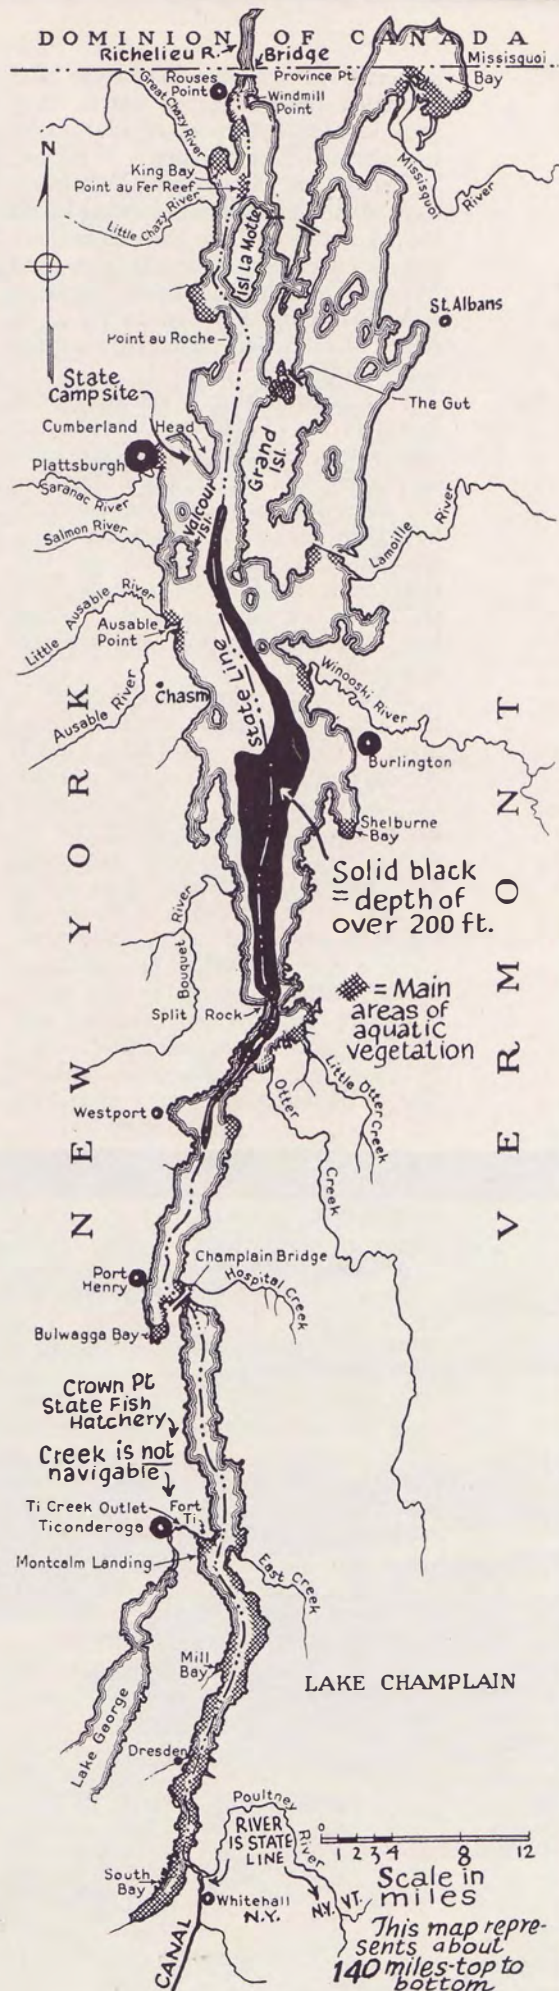 DOMINION OF CANADA
Richelieu R.
Bridge
Missisquoi
Bay
Rouses
Point
Province Pt.
Windmill
Point
Great Chazy River
N
King Bay
Point au Fer Reef
Missisquoi
River
Little Chazy River
Isl La Motte
St. Albans
Point au Roche
State
Camp site
The Gut
Cumberland Head
Plattsburgh
Grand
Isl.
Saranac River
Valcour
Isl.
Lamoille River
Salmon River
Little Ausable River
Ausable
Point
State Line
Winooski River
Chasm
Ausable River
Burlington
Shelburne
Bay
NEW YORK
VERMONT
Solid black
= depth of
over 200 ft.
Bouquet River
= Main
areas of
aquatic
vegetation
Split Rock
Little Otter Creek
Otter Creek
Westport
Champlain Bridge
Port
Henry
Hospital Creek
Bulwagga Bay
Crown Pt
State Fish
Hatchery
Creek is not
navigable
Ti Creek Outlet
Fort
Ti.
Ticonderoga
Montcalm Landing
East Creek
Mill
Bay
LAKE CHAMPLAIN
Lake George
Dresden
Poultney River
RIVER
IS STATE
LINE
0 1 2 3 4 8 12
Scale in
miles
South
Bay
Whitehall
N.Y.
N.Y. VT.
CANAL
This map repre-
sents about
140 miles-top to
bottom